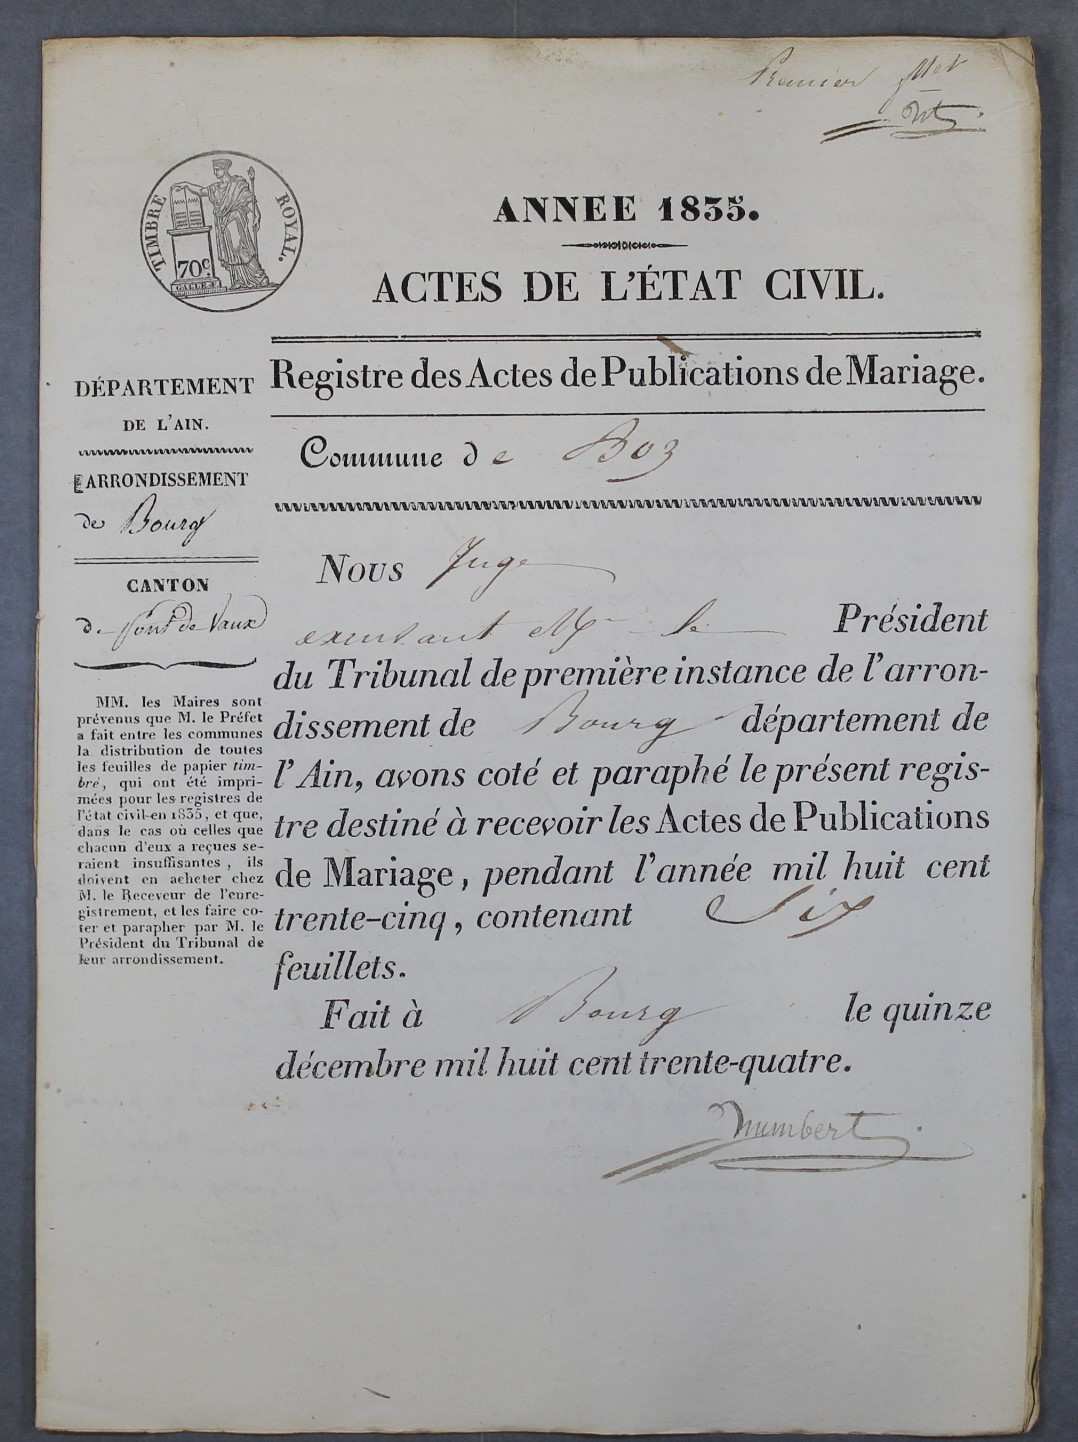 Premier f.llet
TIMBRE ROYAL.
70c.
ANNEE 1835.
ACTES DE L'ÉTAT CIVIL.
Registre des Actes de Publications de Mariage.
Commune de Boz
DÉPARTEMENT
DE L'AIN.
ARRONDISSEMENT
de Bourg
CANTON
de Pont de Vaux
MM. les Maires sont
prévenus que M. le Préfet
a fait entre les communes
la distribution de toutes
les feuilles de papier tim-
bré, qui ont été impri-
mées pour les registres de
l'état civil en 1835, et que,
dans le cas où celles que
chacun d'eux a reçues se-
raient insuffisantes, ils
doivent en acheter chez
M. le Receveur de l'enre-
gistrement, et les faire co-
ter et parapher par M. le
Président du Tribunal de
leur arrondissement.
Nous Juge
exerçant Mr le Président
du Tribunal de première instance de l'arron-
dissement de Bourg département de
l'Ain, avons coté et paraphé le présent regis-
tre destiné à recevoir les Actes de Publications
de Mariage, pendant l'année mil huit cent
trente-cinq, contenant Six
feuillets.
Fait à Bourg le quinze
décembre mil huit cent trente-quatre.
humbert